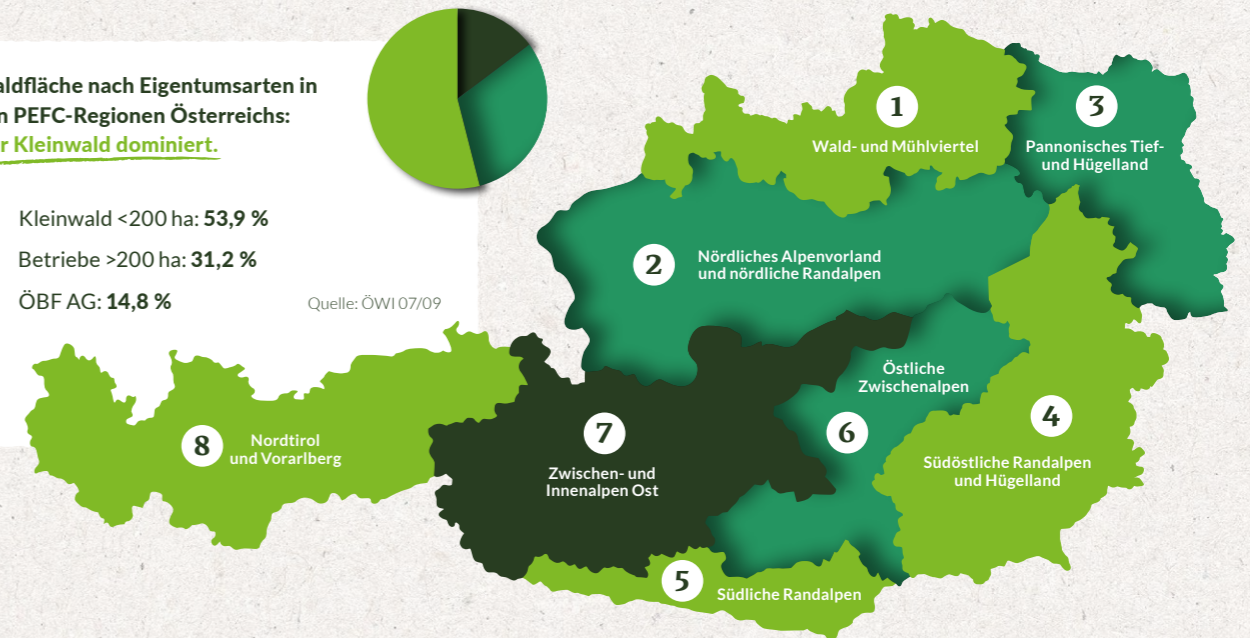 aldfläche nach Eigentumsarten in
n PEFC-Regionen Österreichs:
r Kleinwald dominiert.
Kleinwald <200 ha: 53,9 %
Betriebe >200 ha: 31,2 %
ÖBF AG: 14,8 %
Quelle: ÖWI 07/09
1
Wald- und Mühlviertel
3
Pannonisches Tief-
und Hügelland
2
Nördliches Alpenvorland
und nördliche Randalpen
Östliche
Zwischenalpen
6
4
Südöstliche Randalpen
und Hügelland
8
Nordtirol
und Vorarlberg
7
Zwischen- und
Innenalpen Ost
5
Südliche Randalpen